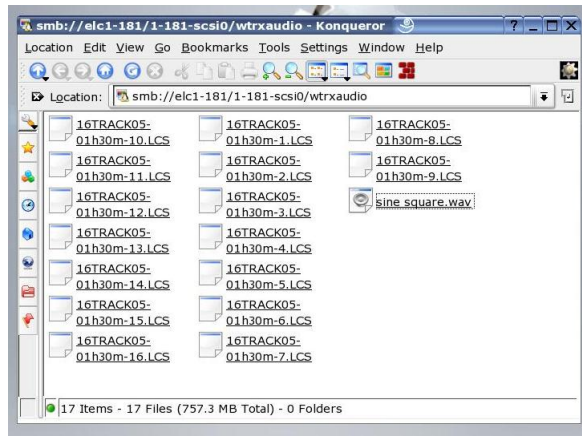 smb://elc1-181/1-181-scsi0/wtrxaudio - Konqueror
Location Edit View Go Bookmarks Tools Settings Window Help
Location: smb://elc1-181/1-181-scsi0/wtrxaudio
16TRACK05-
01h30m-10.LCS
16TRACK05-
01h30m-11.LCS
16TRACK05-
01h30m-12.LCS
16TRACK05-
01h30m-13.LCS
16TRACK05-
01h30m-14.LCS
16TRACK05-
01h30m-15.LCS
16TRACK05-
01h30m-16.LCS
16TRACK05-
01h30m-1.LCS
16TRACK05-
01h30m-2.LCS
16TRACK05-
01h30m-3.LCS
16TRACK05-
01h30m-4.LCS
16TRACK05-
01h30m-5.LCS
16TRACK05-
01h30m-6.LCS
16TRACK05-
01h30m-7.LCS
16TRACK05-
01h30m-8.LCS
16TRACK05-
01h30m-9.LCS
sine square.wav
17 Items - 17 Files (757.3 MB Total) - 0 Folders